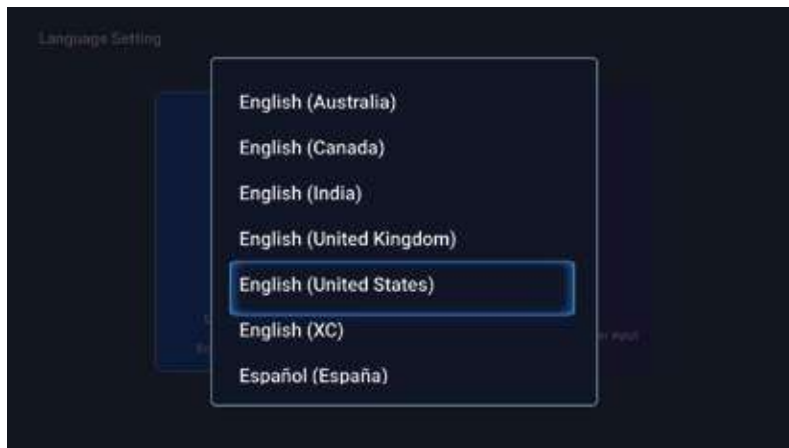 Language Setting
English (Australia)
English (Canada)
English (India)
English (United Kingdom)
English (United States)
English (XC)
Español (España)